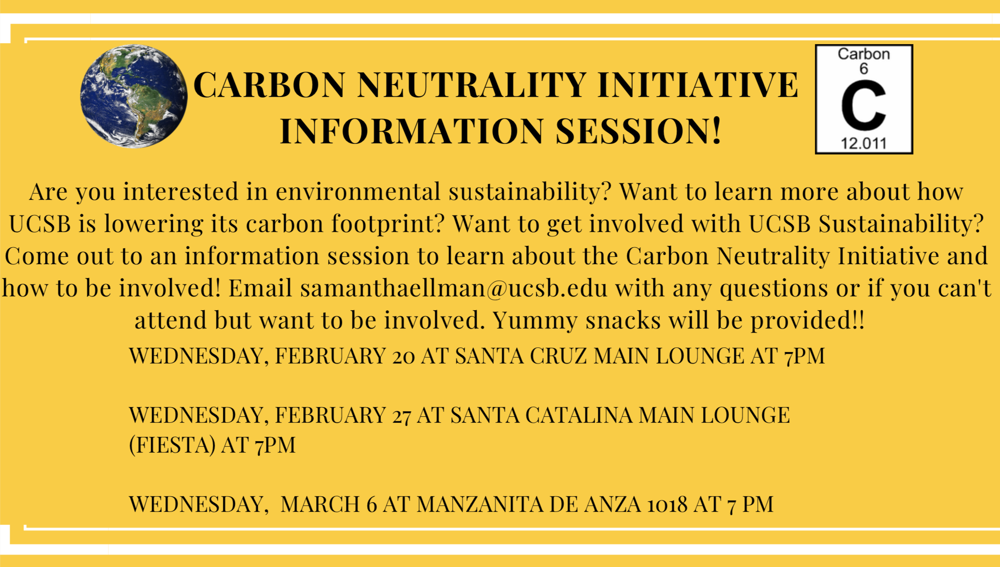 CARBON NEUTRALITY INITIATIVE
INFORMATION SESSION!
Carbon
6
C
12.011
Are you interested in environmental sustainability? Want to learn more about how
UCSB is lowering its carbon footprint? Want to get involved with UCSB Sustainability?
Come out to an information session to learn about the Carbon Neutrality Initiative and
how to be involved! Email samanthaellman@ucsb.edu with any questions or if you can't
attend but want to be involved. Yummy snacks will be provided!!
WEDNESDAY, FEBRUARY 20 AT SANTA CRUZ MAIN LOUNGE AT 7PM
WEDNESDAY, FEBRUARY 27 AT SANTA CATALINA MAIN LOUNGE
(FIESTA) AT 7PM
WEDNESDAY, MARCH 6 AT MANZANITA DE ANZA 1018 AT 7 PM